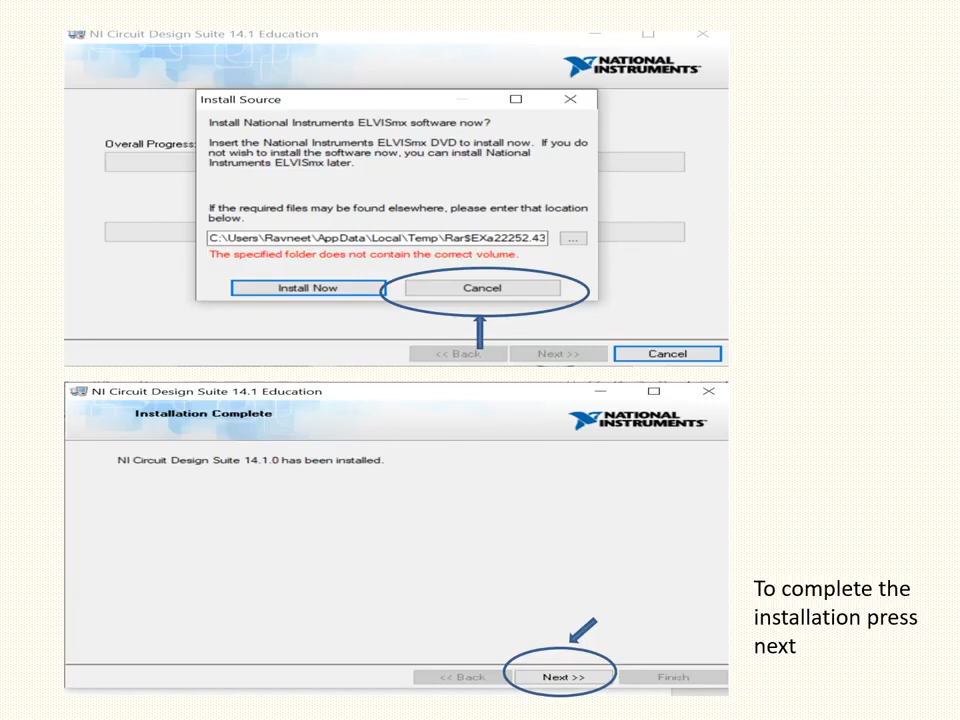 NI Circuit Design Suite 14.1 Education
NATIONAL
INSTRUMENTS™
Install Source
Install National Instruments ELVISmx software now?
Insert the National Instruments ELVISmx DVD to install now. If you do
not wish to install the software now, you can install National
Instruments ELVISmx later.
Overall Progress:
If the required files may be found elsewhere, please enter that location
below.
C:\Users\Ravneet\AppData\Local\Temp\Rar$EXa22252.43
...
The specified folder does not contain the correct volume.
Install Now Cancel
<< Back Next >> Cancel
NI Circuit Design Suite 14.1 Education
Installation Complete
NATIONAL
INSTRUMENTS™
NI Circuit Design Suite 14.1.0 has been installed.
To complete the
installation press
next
<< Back Next >> Finish